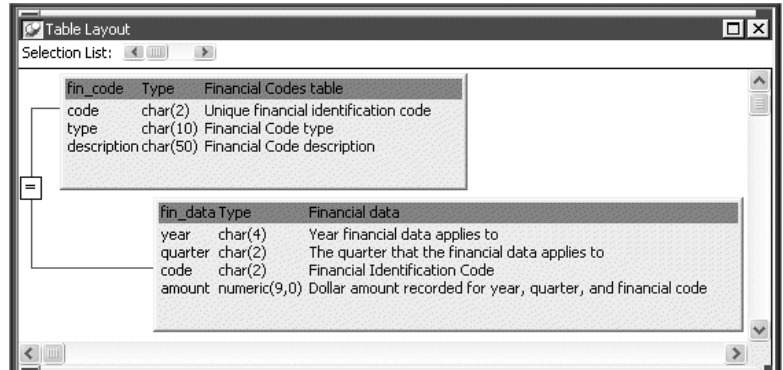 Table Layout
Selection List:
fin_code Type Financial Codes table
code char(2) Unique financial identification code
type char(10) Financial Code type
description char(50) Financial Code description
=
fin_data Type Financial data
year char(4) Year financial data applies to
quarter char(2) The quarter that the financial data applies to
code char(2) Financial Identification Code
amount numeric(9,0) Dollar amount recorded for year, quarter, and financial code